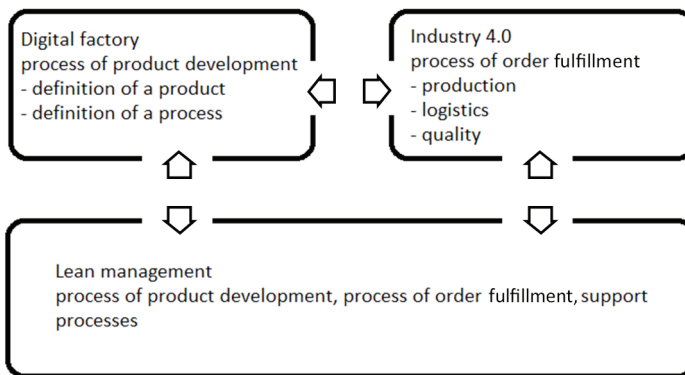 Digital factory
process of product development
- definition of a product
- definition of a process
Industry 4.0
process of order fulfillment
- production
- logistics
- quality
Lean management
process of product development, process of order fulfillment, support
processes